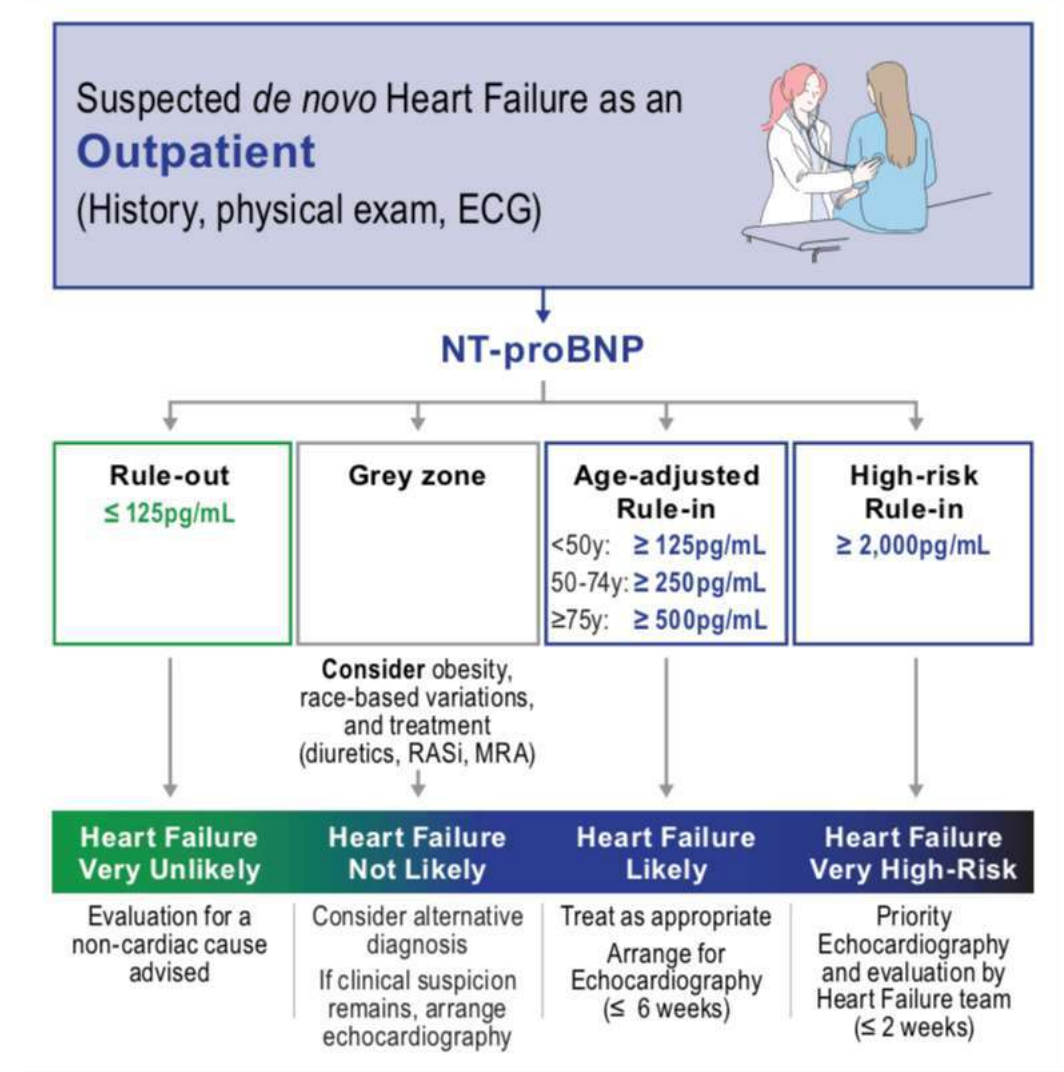 Suspected de novo Heart Failure as an
Outpatient
(History, physical exam, ECG)
NT-proBNP
Rule-out
≤ 125pg/mL
Grey zone
Age-adjusted
Rule-in
<50y: ≥ 125pg/mL
50-74y: ≥ 250pg/mL
≥75y: ≥ 500pg/mL
High-risk
Rule-in
≥ 2,000pg/mL
Consider obesity,
race-based variations,
and treatment
(diuretics, RASi, MRA)
Heart Failure
Very Unlikely
Heart Failure
Not Likely
Heart Failure
Likely
Heart Failure
Very High-Risk
Evaluation for a
non-cardiac cause
advised
Consider alternative
diagnosis
If clinical suspicion
remains, arrange
echocardiography
Treat as appropriate
Arrange for
Echocardiography
(≤ 6 weeks)
Priority
Echocardiography
and evaluation by
Heart Failure team
(≤ 2 weeks)